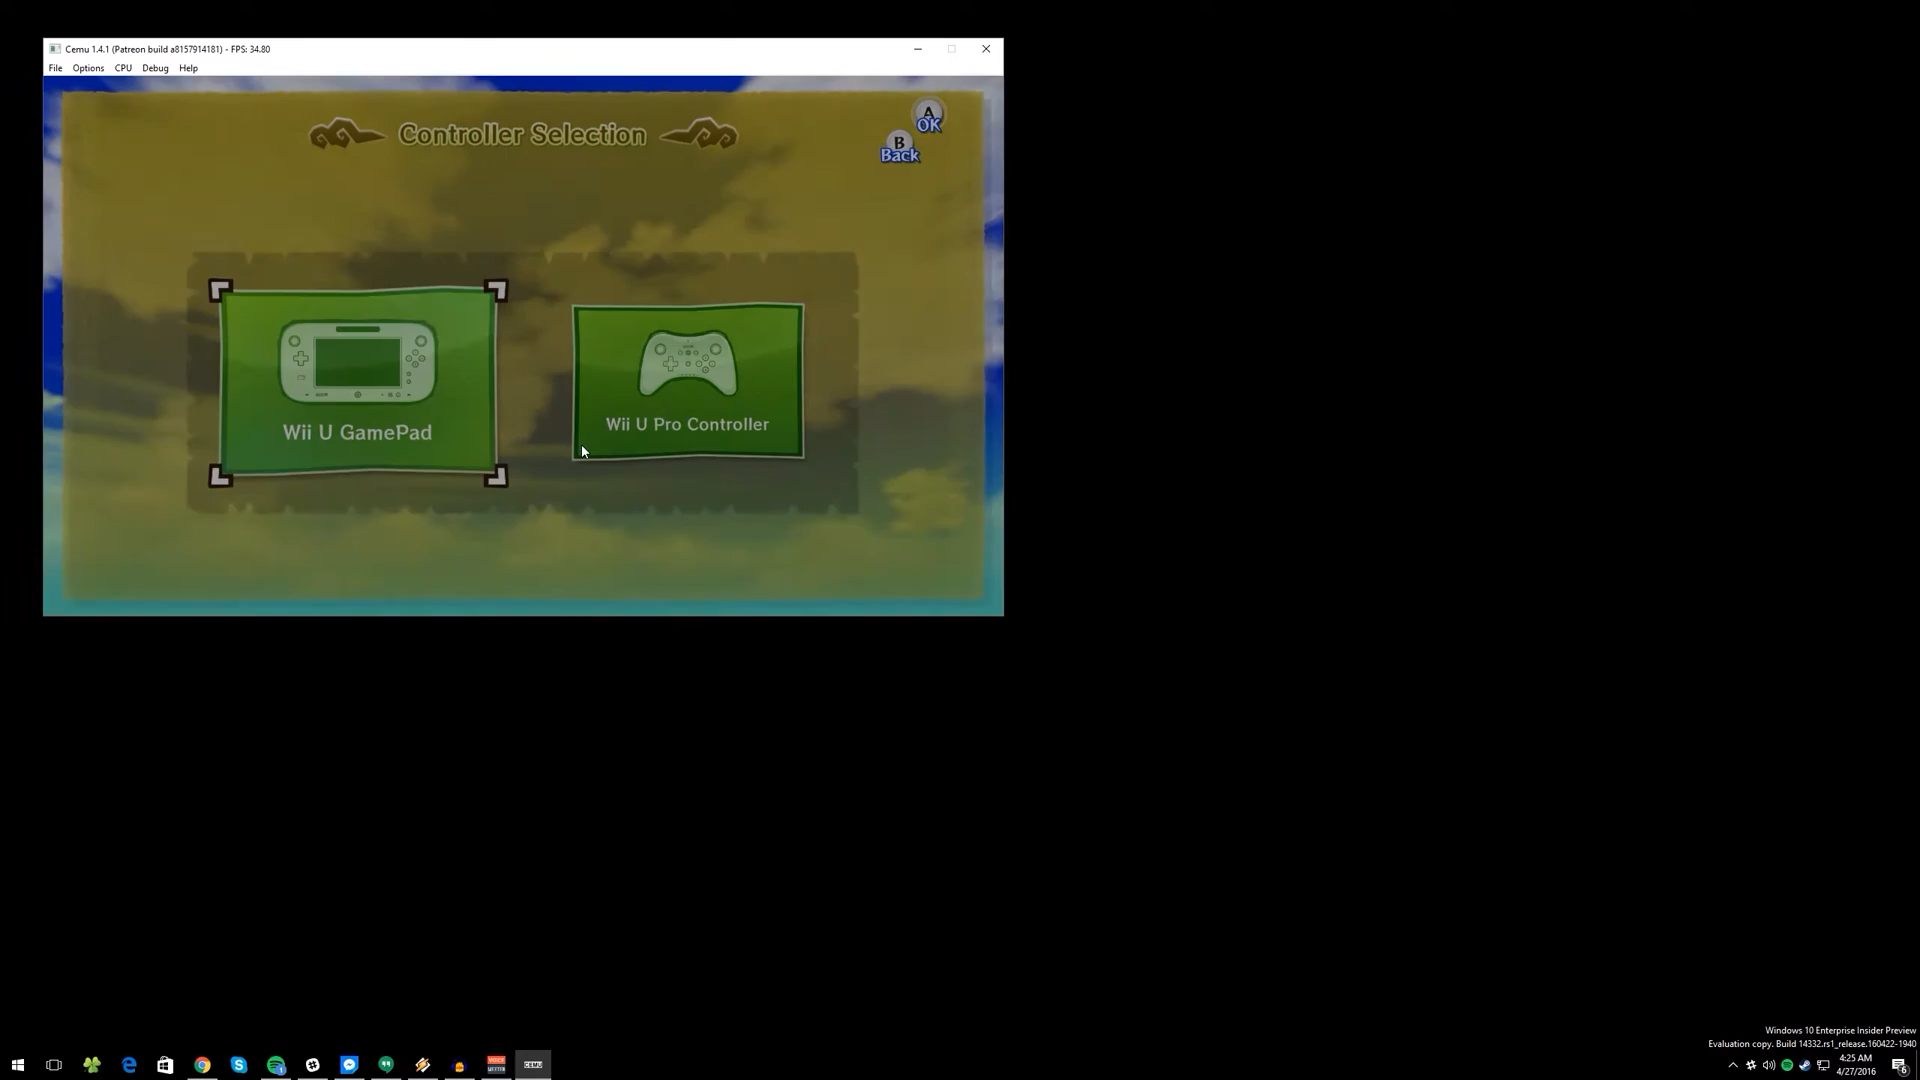 Cemu 1.4.1 (Patreon build a8157914181) - FPS: 34.80
File Options CPU Debug Help
Controller Selection
A
OK
B
Back
Wii U GamePad
Wii U Pro Controller
Windows 10 Enterprise Insider Preview
Evaluation copy. Build 14332.rs1_release.160422-1940
CEMU
4:25 AM
4/27/2016
6